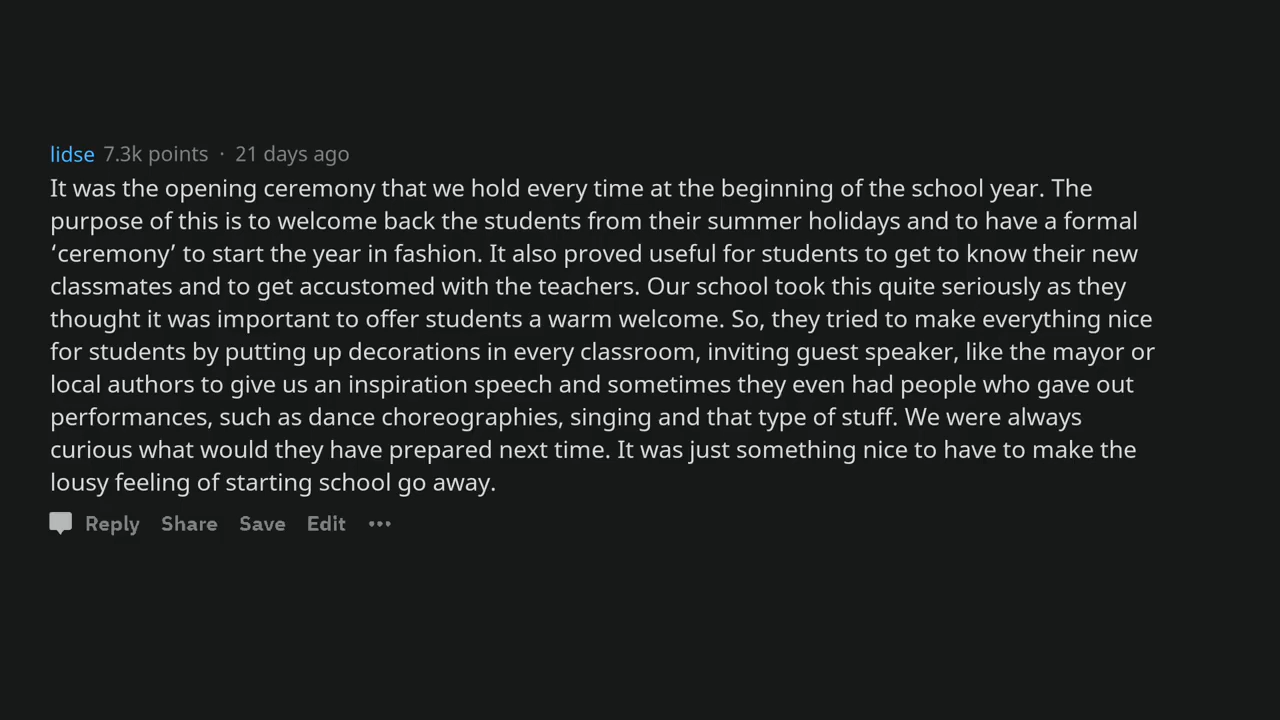 lidse 7.3k points · 21 days ago
It was the opening ceremony that we hold every time at the beginning of the school year. The
purpose of this is to welcome back the students from their summer holidays and to have a formal
‘ceremony’ to start the year in fashion. It also proved useful for students to get to know their new
classmates and to get accustomed with the teachers. Our school took this quite seriously as they
thought it was important to offer students a warm welcome. So, they tried to make everything nice
for students by putting up decorations in every classroom, inviting guest speaker, like the mayor or
local authors to give us an inspiration speech and sometimes they even had people who gave out
performances, such as dance choreographies, singing and that type of stuff. We were always
curious what would they have prepared next time. It was just something nice to have to make the
lousy feeling of starting school go away.
Reply Share Save Edit •••